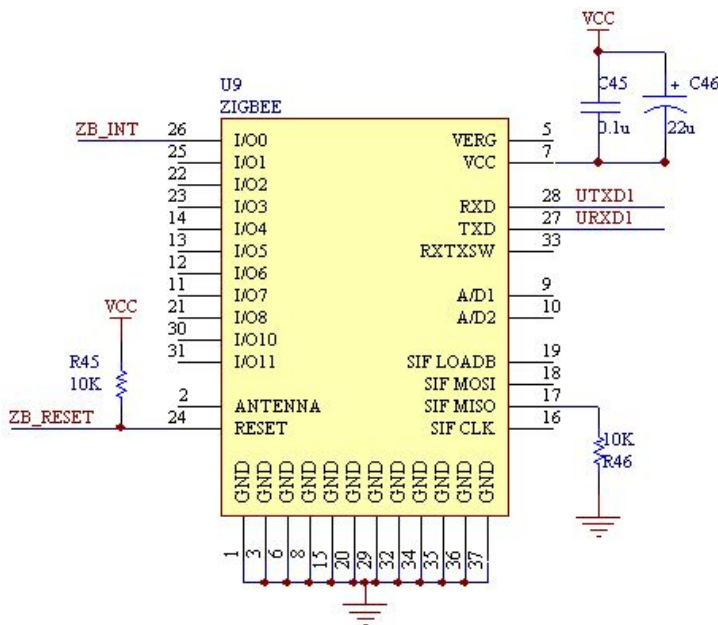 VCC
U9
ZIGBEE
C45
+ C46
0.1u
22u
ZB_INT 26 I/O0 VERG 5
25 I/O1 VCC 7
22 I/O2
23 I/O3 RXD 28 UTXD1
14 I/O4 TXD 27 URXD1
13 I/O5 RXTXSW 33
12 I/O6
11 I/O7 A/D1 9
21 I/O8 A/D2 10
30 I/O10
31 I/O11 SIF LOADB 19
SIF MOSI 18
2 ANTENNA SIF MISO 17
24 RESET SIF CLK 16
VCC
R45
10K
ZB_RESET
10K
R46
GND GND GND GND GND GND GND GND GND GND GND GND
1 3 6 8 15 20 29 32 34 35 36 37